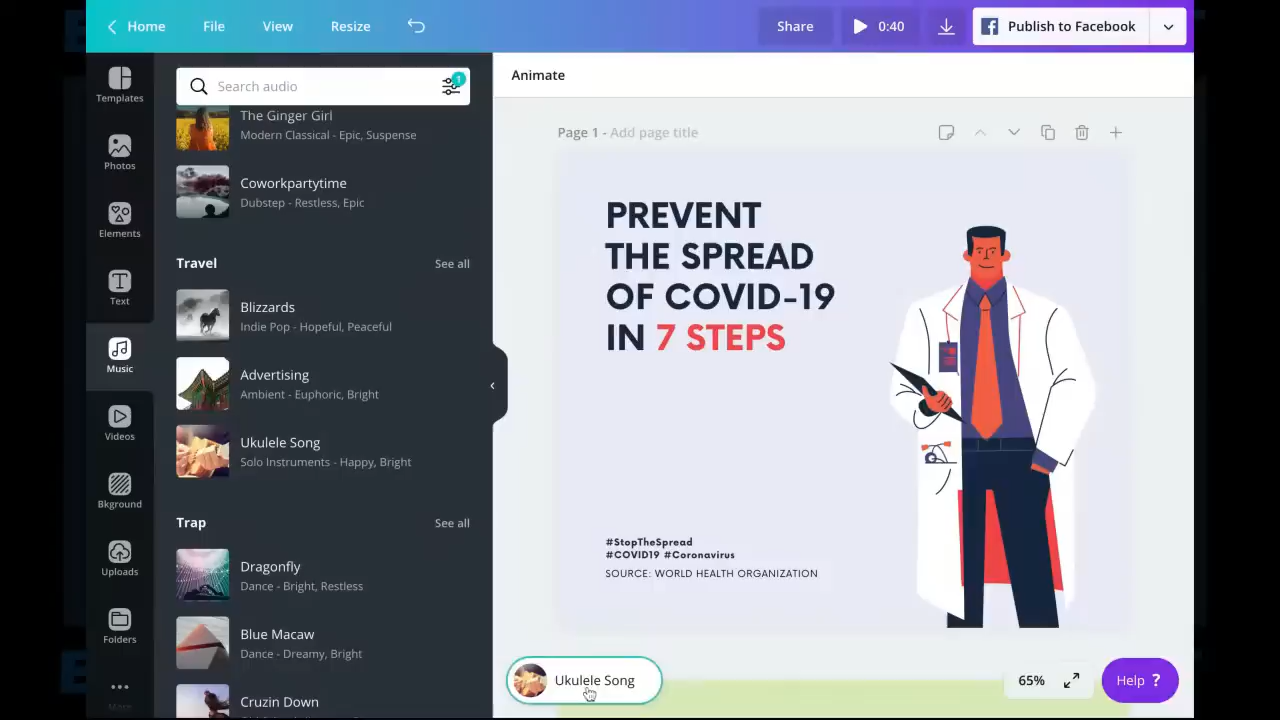 Home
File
View
Resize
Share
0:40
Publish to Facebook
Templates
Photos
Elements
Text
Music
Videos
Bkground
Uploads
Folders
More
Search audio
1
The Ginger Girl
Modern Classical - Epic, Suspense
Coworkpartytime
Dubstep - Restless, Epic
Travel
See all
Blizzards
Indie Pop - Hopeful, Peaceful
Advertising
Ambient - Euphoric, Bright
Ukulele Song
Solo Instruments - Happy, Bright
Trap
See all
Dragonfly
Dance - Bright, Restless
Blue Macaw
Dance - Dreamy, Bright
Cruzin Down
Animate
Page 1 - Add page title
PREVENT
THE SPREAD
OF COVID-19
IN 7 STEPS
#StopTheSpread
#COVID19 #Coronavirus
SOURCE: WORLD HEALTH ORGANIZATION
Ukulele Song
65%
Help ?